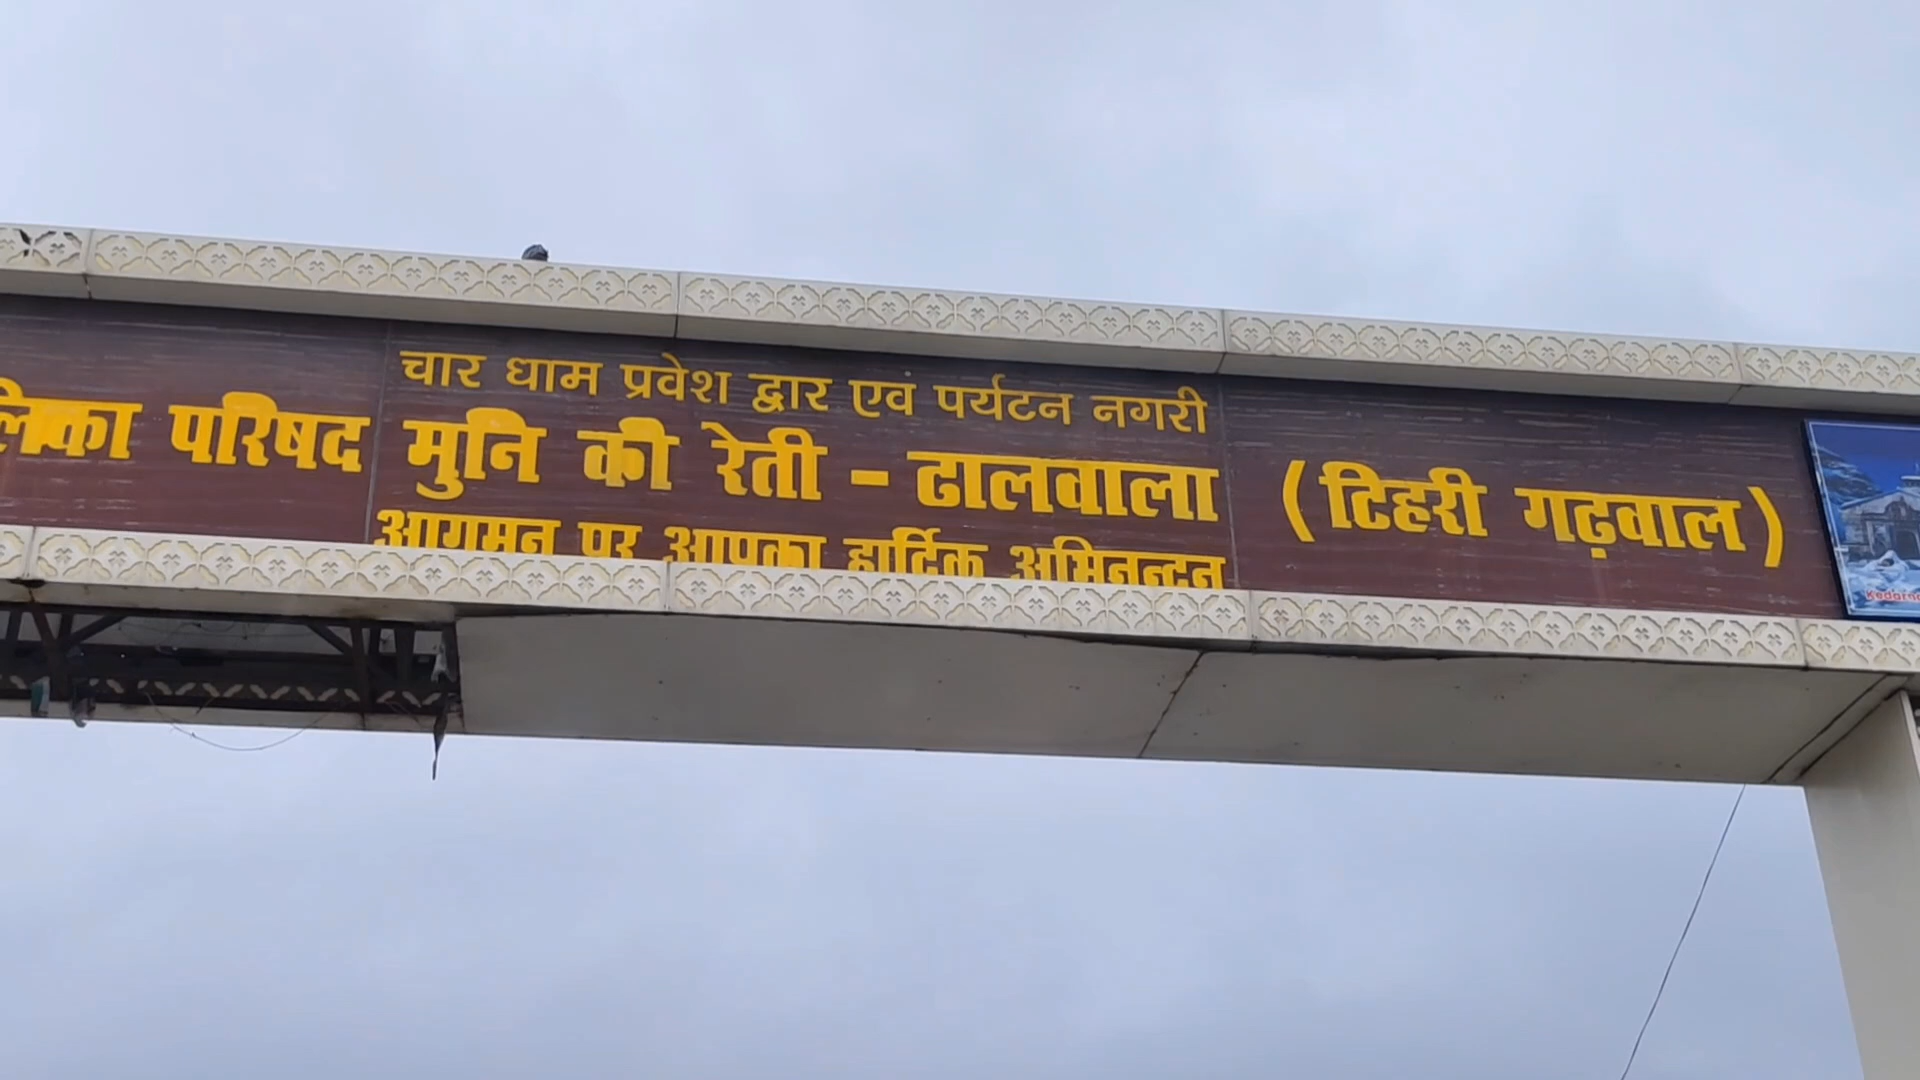 चार धाम प्रवेश द्वार एवं पर्यटन नगरी
लिका परिषद मुनि की रेती - ढालवाला (टिहरी गढ़वाल)
आगमन पर आपका हार्दिक अभिनन्दन